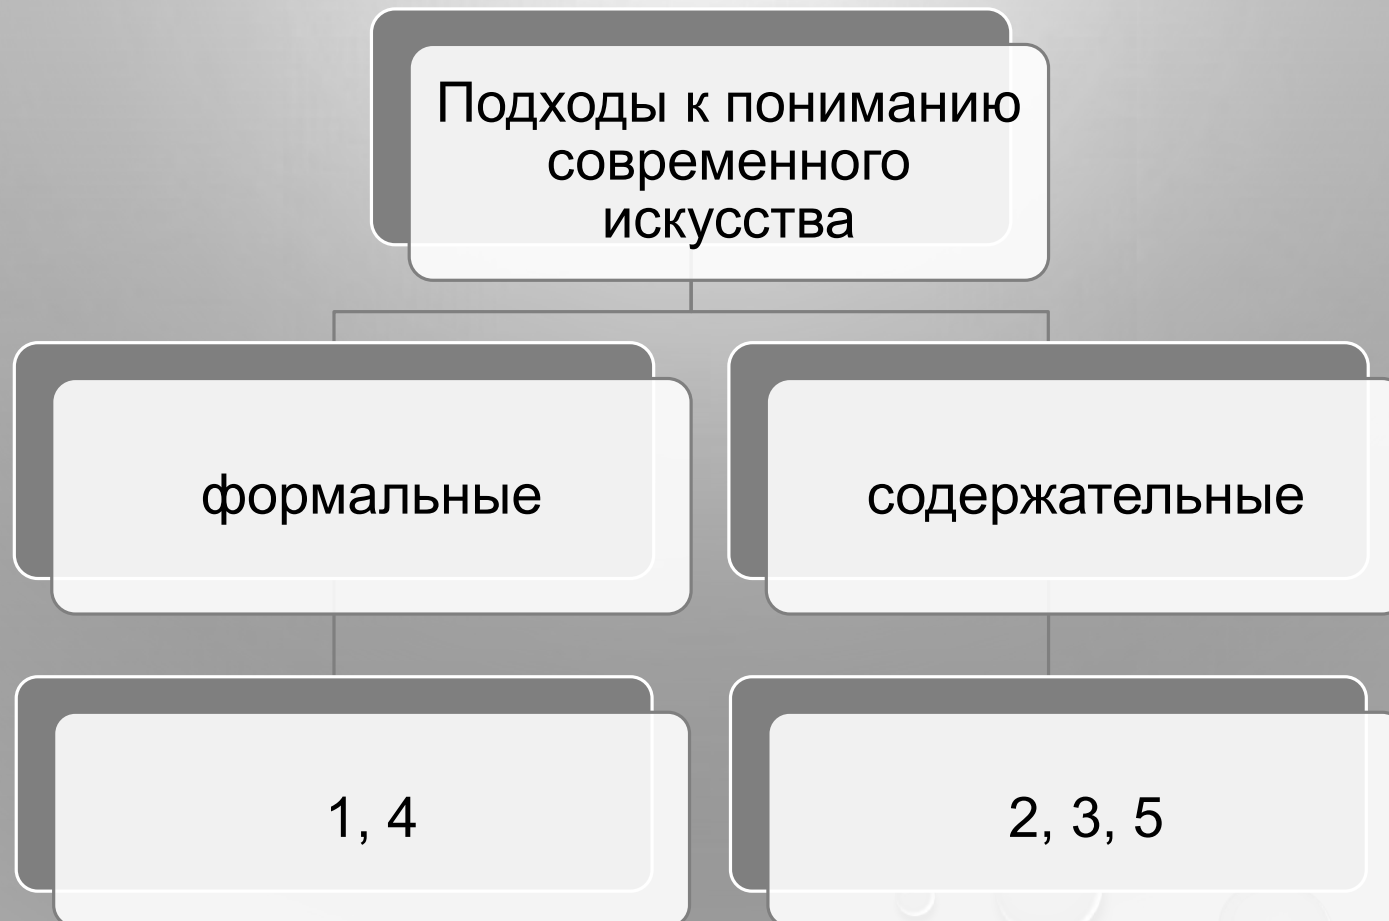 Подходы к пониманию
современного
искусства
формальные
содержательные
1, 4
2, 3, 5